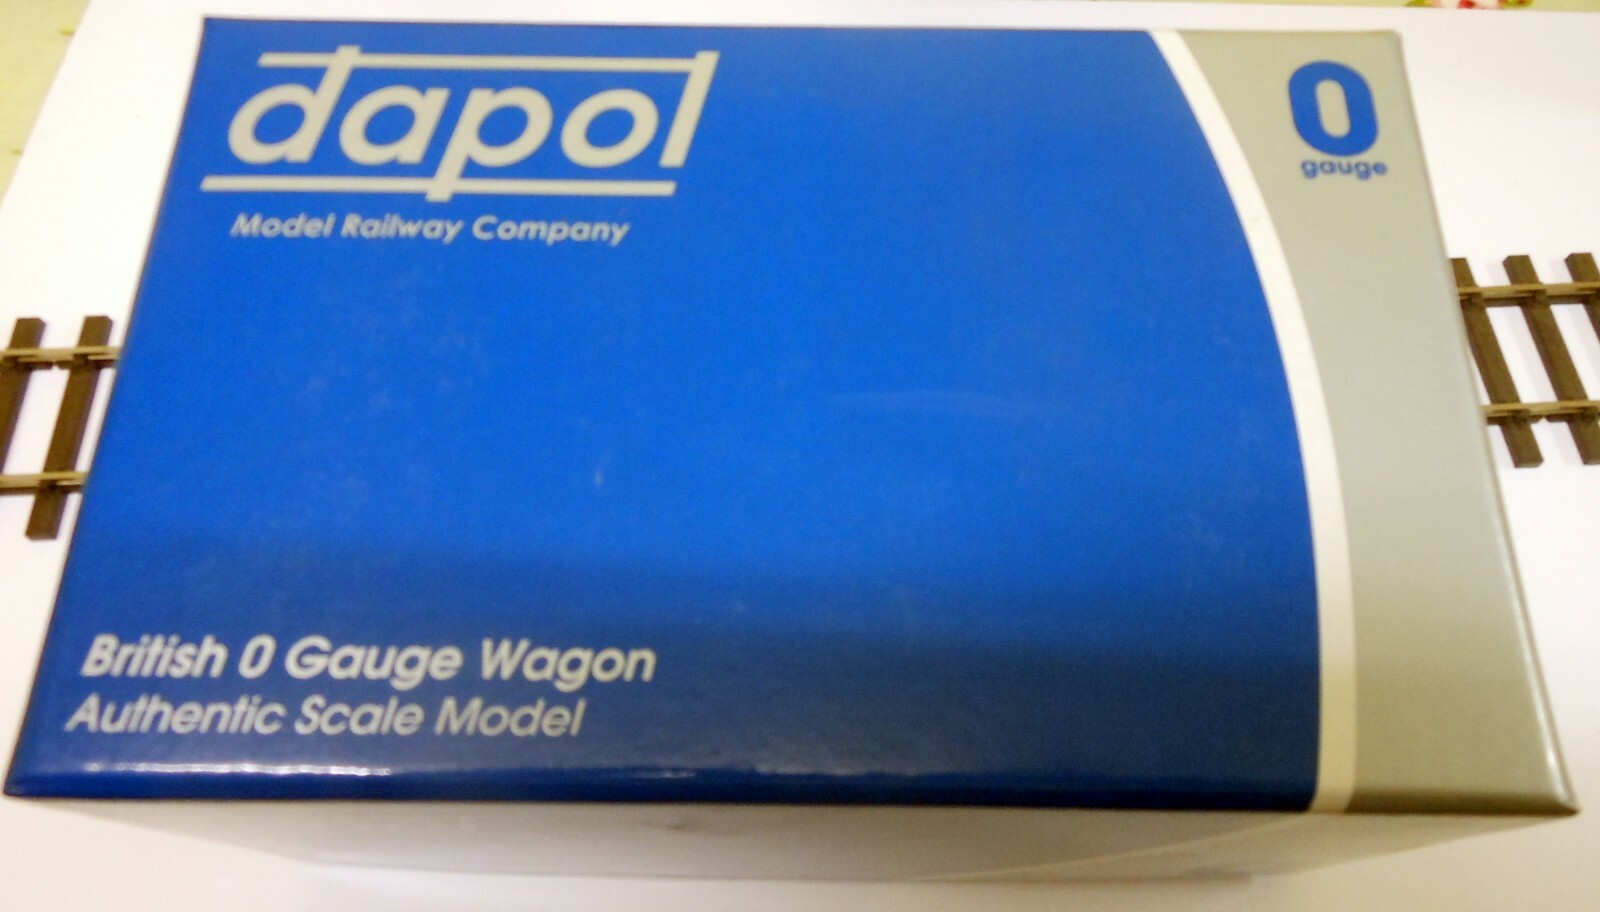 dapol
Model Railway Company
0
gauge
British 0 Gauge Wagon
Authentic Scale Model